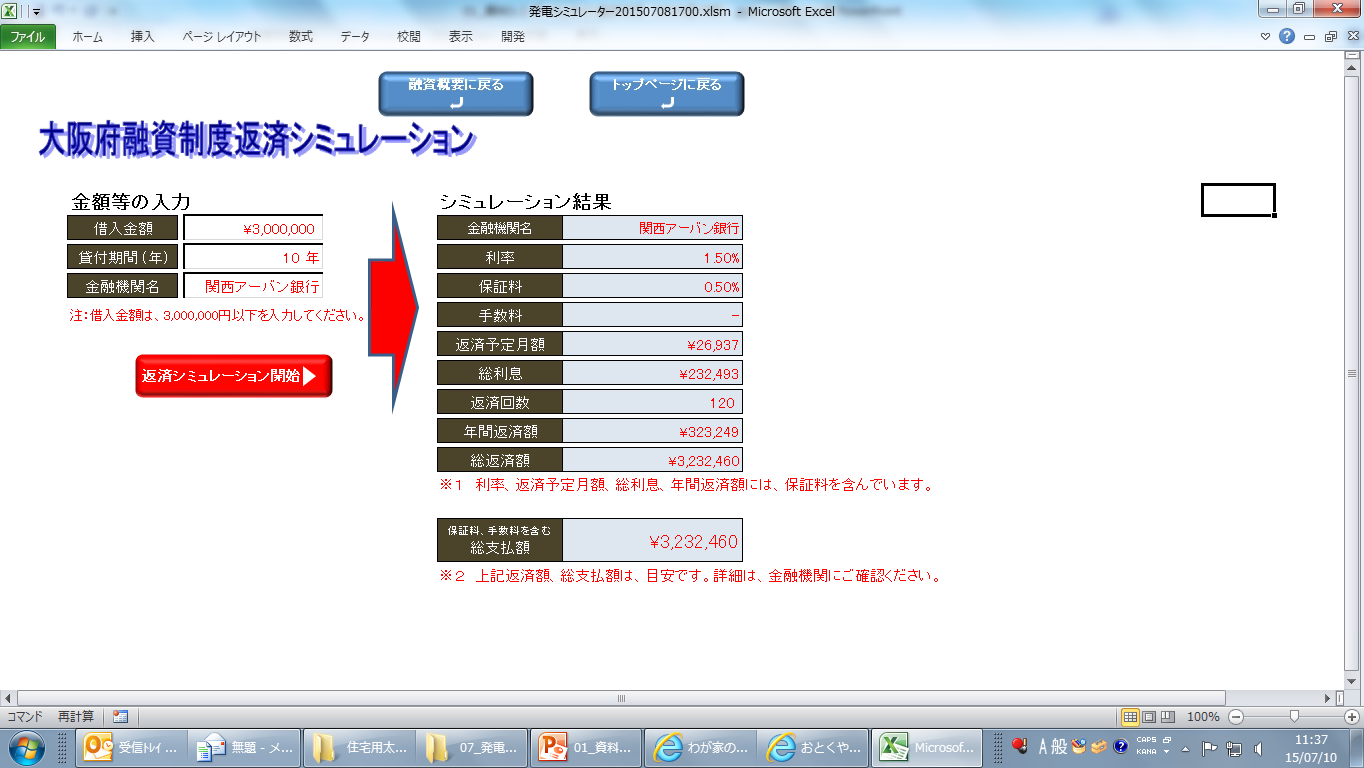 発電シミュレーター201507081700.xlsm - Microsoft Excel
ファイル ホーム 挿入 ページ レイアウト 数式 データ 校閲 表示 開発
融資概要に戻る トップページに戻る
大阪府融資制度返済シミュレーション
金額等の入力
借入金額 ¥3,000,000
貸付期間(年) 10 年
金融機関名 関西アーバン銀行
注:借入金額は、3,000,000円以下を入力してください。
返済シミュレーション開始
シミュレーション結果
金融機関名 関西アーバン銀行
利率 1.50%
保証料 0.50%
手数料 -
返済予定月額 ¥26,937
総利息 ¥232,493
返済回数 120
年間返済額 ¥323,249
総返済額 ¥3,232,460
※1 利率、返済予定月額、総利息、年間返済額には、保証料を含んでいます。
保証料、手数料を含む
総支払額 ¥3,232,460
※2 上記返済額、総支払額は、目安です。詳細は、金融機関にご確認ください。
コマンド 再計算 100%
受信トレイ ... 無題 - メ... 住宅用太... 07_発電... 01_資料... わが家の... おとくや... Microsof... A 般 CAPS KANA 11:37
15/07/10